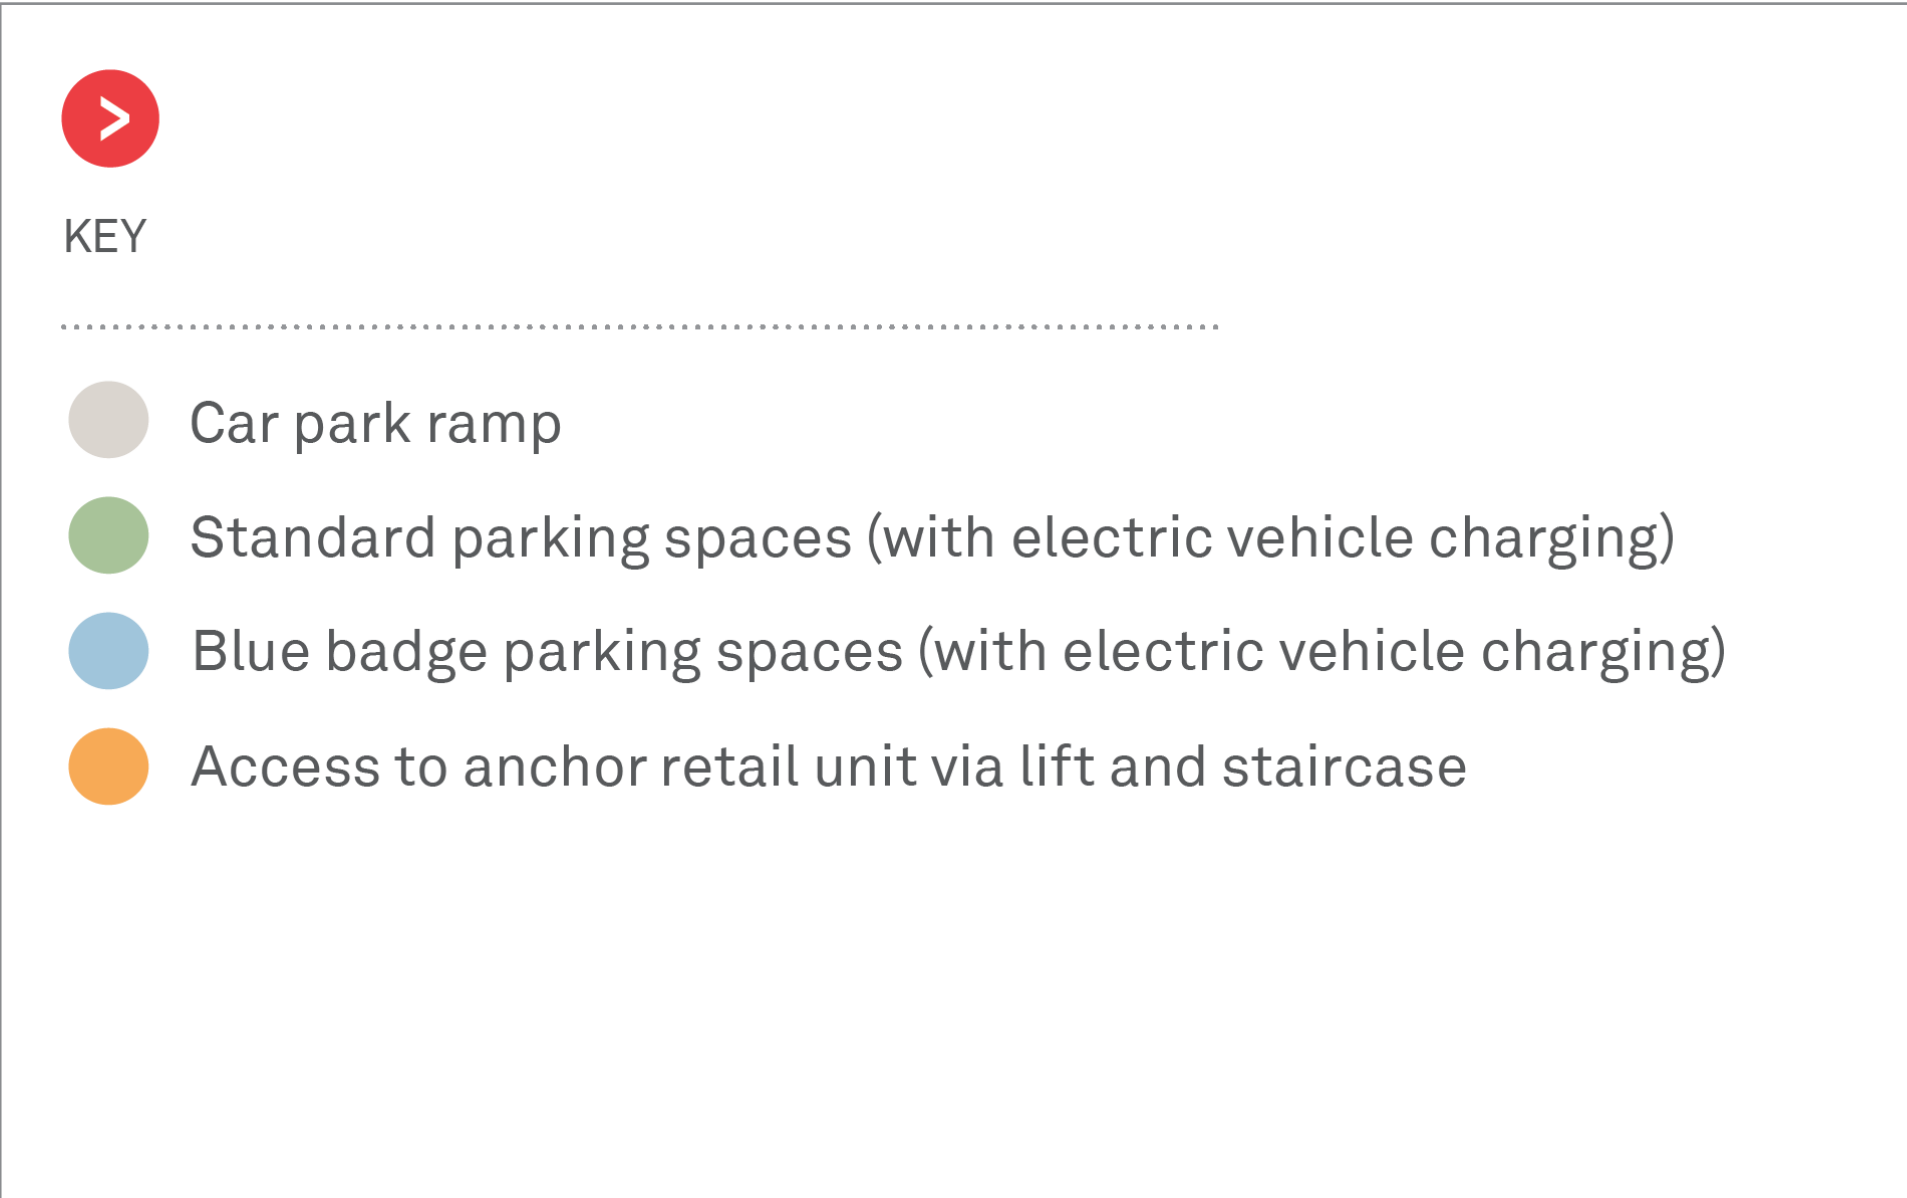 >
KEY
Car park ramp
Standard parking spaces (with electric vehicle charging)
Blue badge parking spaces (with electric vehicle charging)
Access to anchor retail unit via lift and staircase